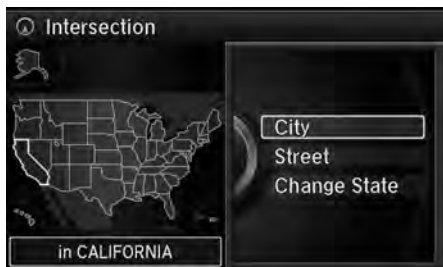 Intersection
City
Street
Change State
in CALIFORNIA